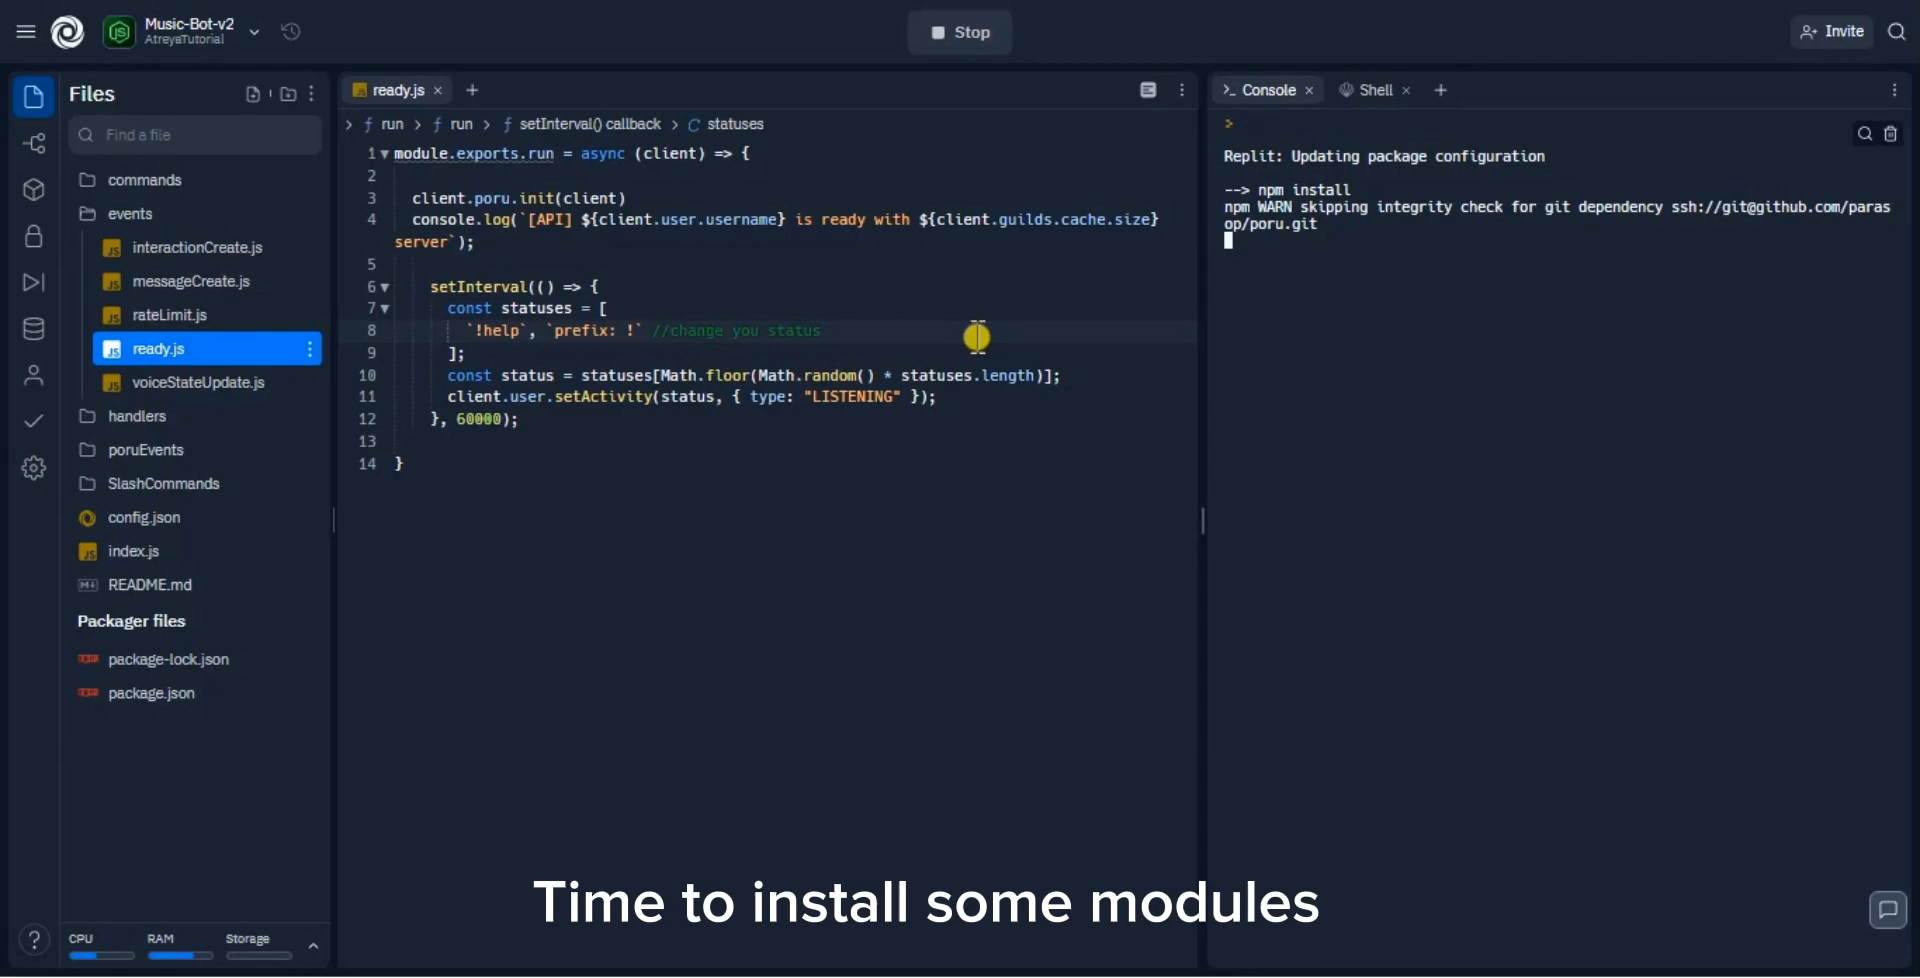 Music-Bot-v2
AtreyaTutorial
Stop
Invite
Files
Find a file
commands
events
interactionCreate.js
messageCreate.js
rateLimit.js
ready.js
voiceStateUpdate.js
handlers
poruEvents
SlashCommands
config.json
index.js
README.md
Packager files
package-lock.json
package.json
CPU RAM Storage
ready.js
> run > run > setInterval() callback > statuses
1 module.exports.run = async (client) => {
2
3 client.poru.init(client)
4 console.log(`[API] ${client.user.username} is ready with ${client.guilds.cache.size}
server`);
5
6 setInterval(() => {
7 const statuses = [
8 `!help`, `prefix: !` //change you status
9 ];
10 const status = statuses[Math.floor(Math.random() * statuses.length)];
11 client.user.setActivity(status, { type: "LISTENING" });
12 }, 60000);
13
14 }
Console Shell
>
Replit: Updating package configuration
--> npm install
npm WARN skipping integrity check for git dependency ssh://git@github.com/paras
op/poru.git
Time to install some modules